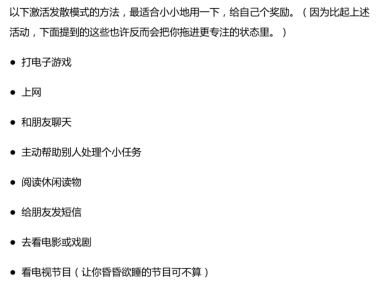 以下激活发散模式的方法，最适合小小地用一下，给自己个奖励。（因为比起上述
活动，下面提到的这些也许反而会把你拖进更专注的状态里。）
● 打电子游戏
● 上网
● 和朋友聊天
● 主动帮助别人处理个小任务
● 阅读休闲读物
● 给朋友发短信
● 去看电影或戏剧
● 看电视节目（让你昏昏欲睡的节目可不算）